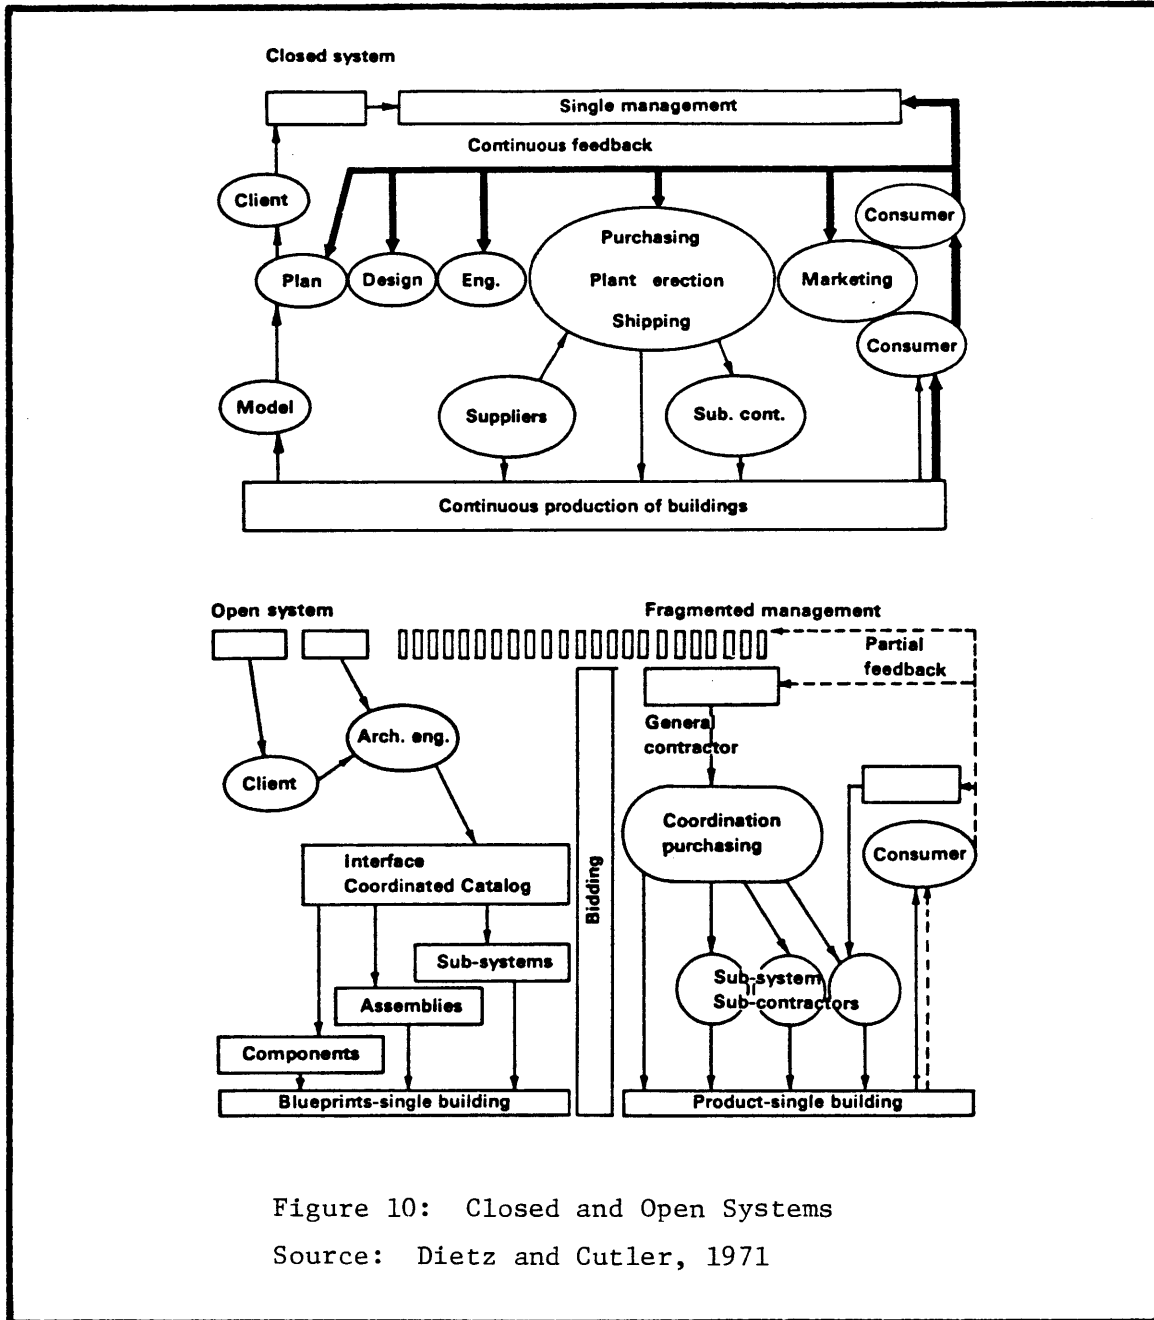 Closed system
Single management
Continuous feedback
Client
Consumer
Purchasing
Plan
Design
Eng.
Plant erection
Marketing
Shipping
Consumer
Model
Suppliers
Sub. cont.
Continuous production of buildings
Open system
Fragmented management
Partial
feedback
General
contractor
Arch. eng.
Client
Coordination
purchasing
Interface
Coordinated Catalog
Bidding
Consumer
Sub-systems
Sub-system
Sub-contractors
Assemblies
Components
Blueprints-single building
Product-single building
Figure 10: Closed and Open Systems
Source: Dietz and Cutler, 1971